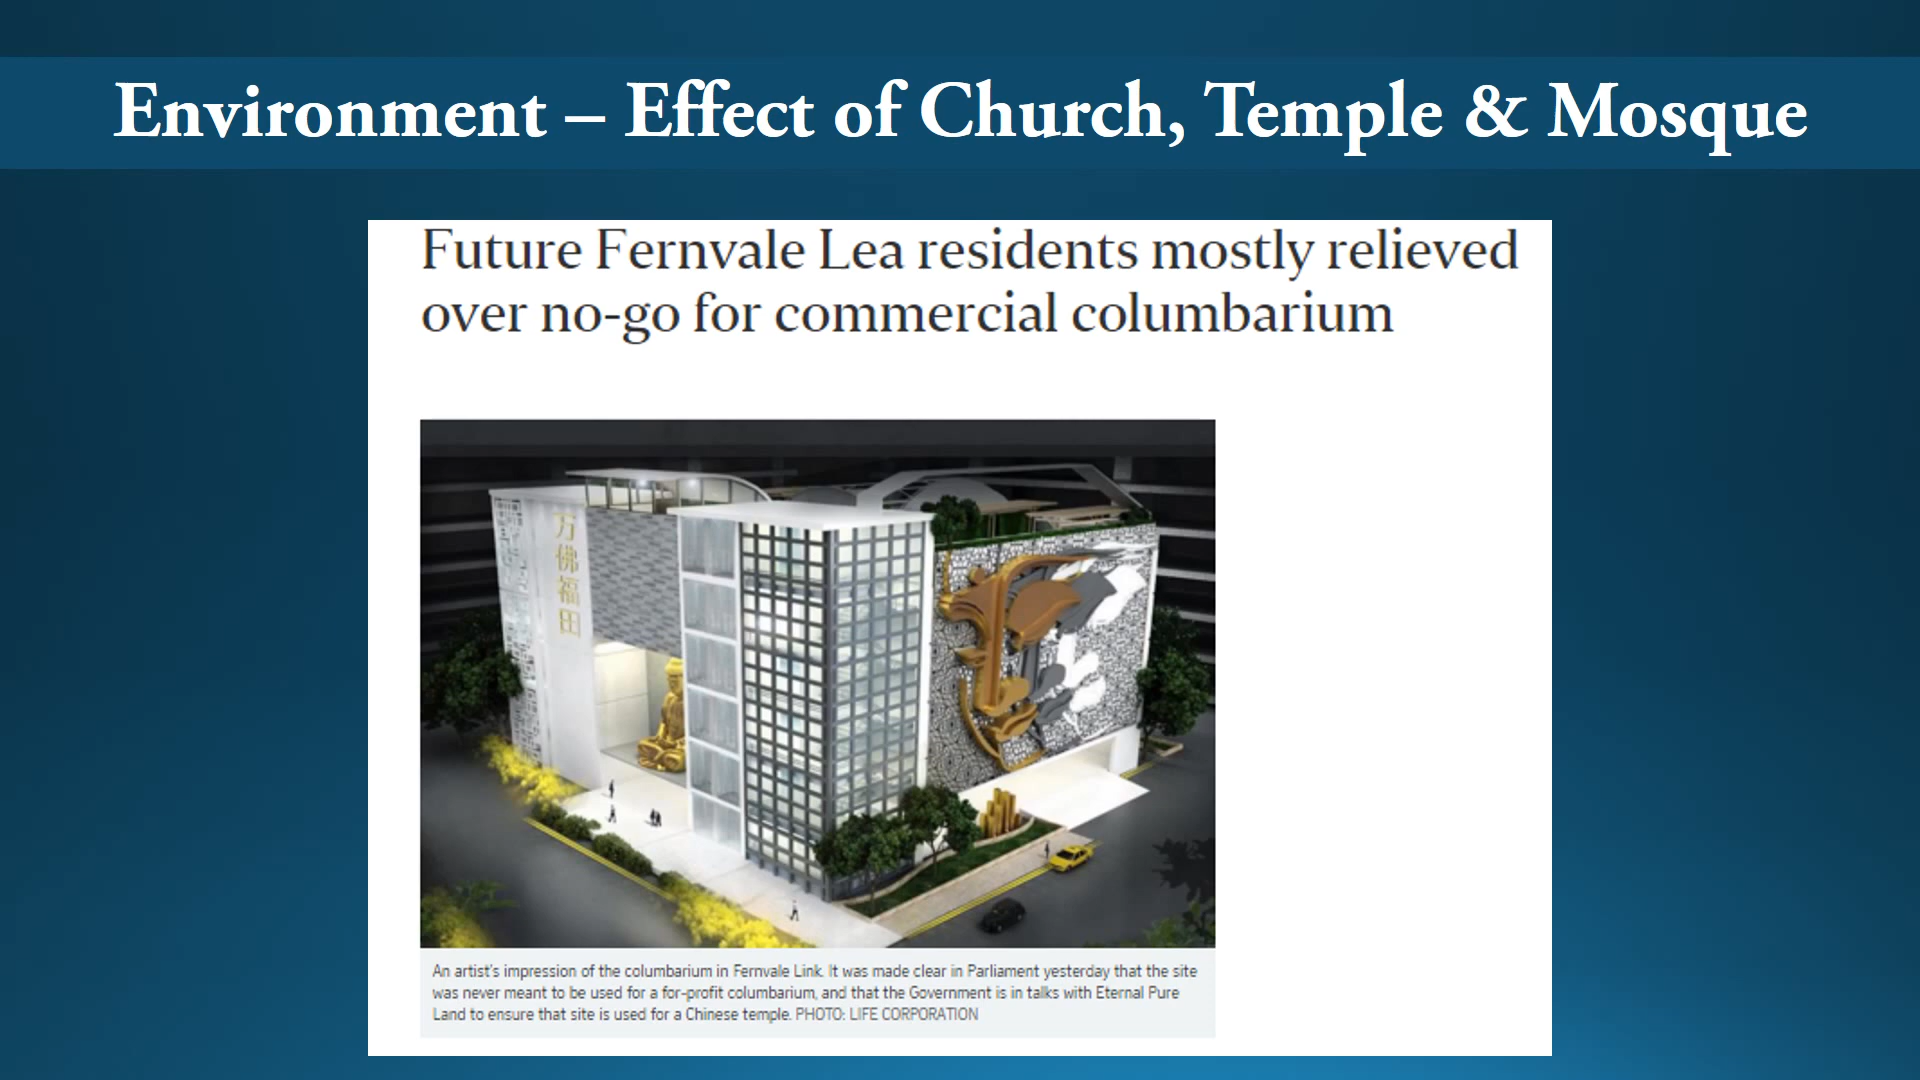 Environment – Effect of Church, Temple & Mosque
Future Fernvale Lea residents mostly relieved
over no-go for commercial columbarium
万
佛
福
田
An artist's impression of the columbarium in Fernvale Link. It was made clear in Parliament yesterday that the site
was never meant to be used for a for-profit columbarium, and that the Government is in talks with Eternal Pure
Land to ensure that site is used for a Chinese temple. PHOTO: LIFE CORPORATION